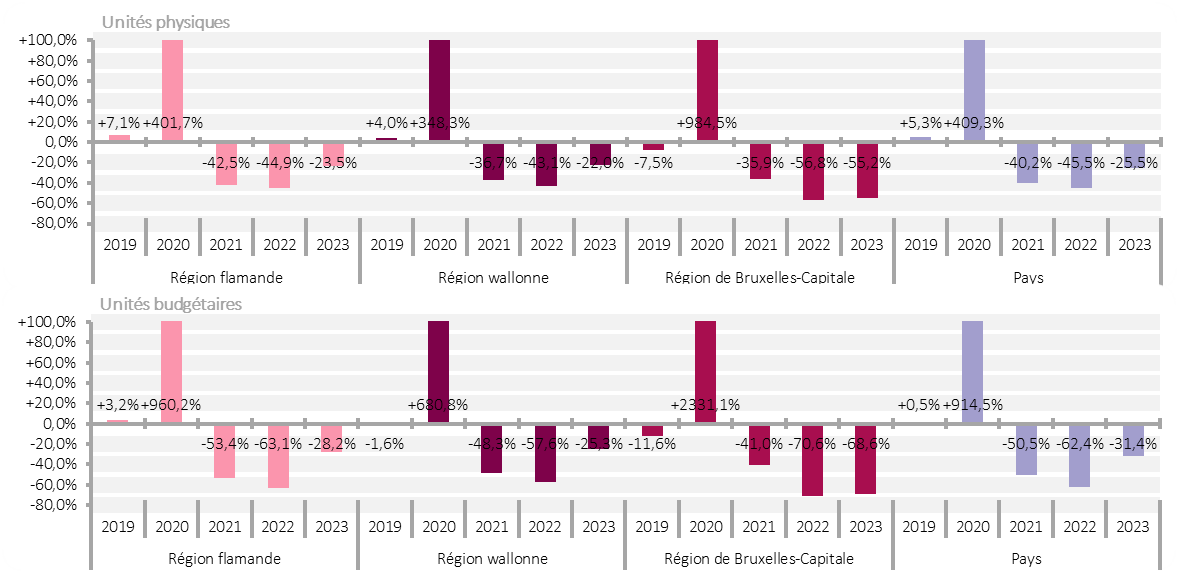 Unités physiques
+100,0%
+80,0%
+60,0%
+40,0%
+20,0%
0,0%
-20,0%
-40,0%
-60,0%
-80,0%
+7,1% +401,7% -42,5% -44,9% -23,5% +4,0% +348,3% -36,7% -43,1% -22,6% -7,5% +984,5% -35,9% -56,8% -55,2% +5,3% +409,3% -40,2% -45,5% -25,5%
2019 2020 2021 2022 2023 2019 2020 2021 2022 2023 2019 2020 2021 2022 2023 2019 2020 2021 2022 2023
Région flamande Région wallonne Région de Bruxelles-Capitale Pays
Unités budgétaires
+100,0%
+80,0%
+60,0%
+40,0%
+20,0%
0,0%
-20,0%
-40,0%
-60,0%
-80,0%
+3,2% +960,2% -53,4% -63,1% -28,2% -1,6% +680,8% -48,3% -57,6% -25,3% -11,6% +2331,1% -41,0% -70,6% -68,6% +0,5% +914,5% -50,5% -62,4% -31,4%
2019 2020 2021 2022 2023 2019 2020 2021 2022 2023 2019 2020 2021 2022 2023 2019 2020 2021 2022 2023
Région flamande Région wallonne Région de Bruxelles-Capitale Pays